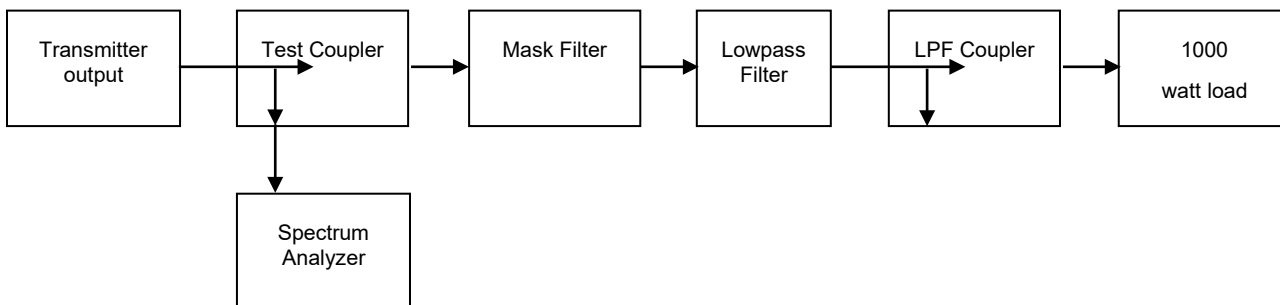 Transmitter
output
Test Coupler
Mask Filter
Lowpass
Filter
LPF Coupler
1000
watt load
Spectrum
Analyzer